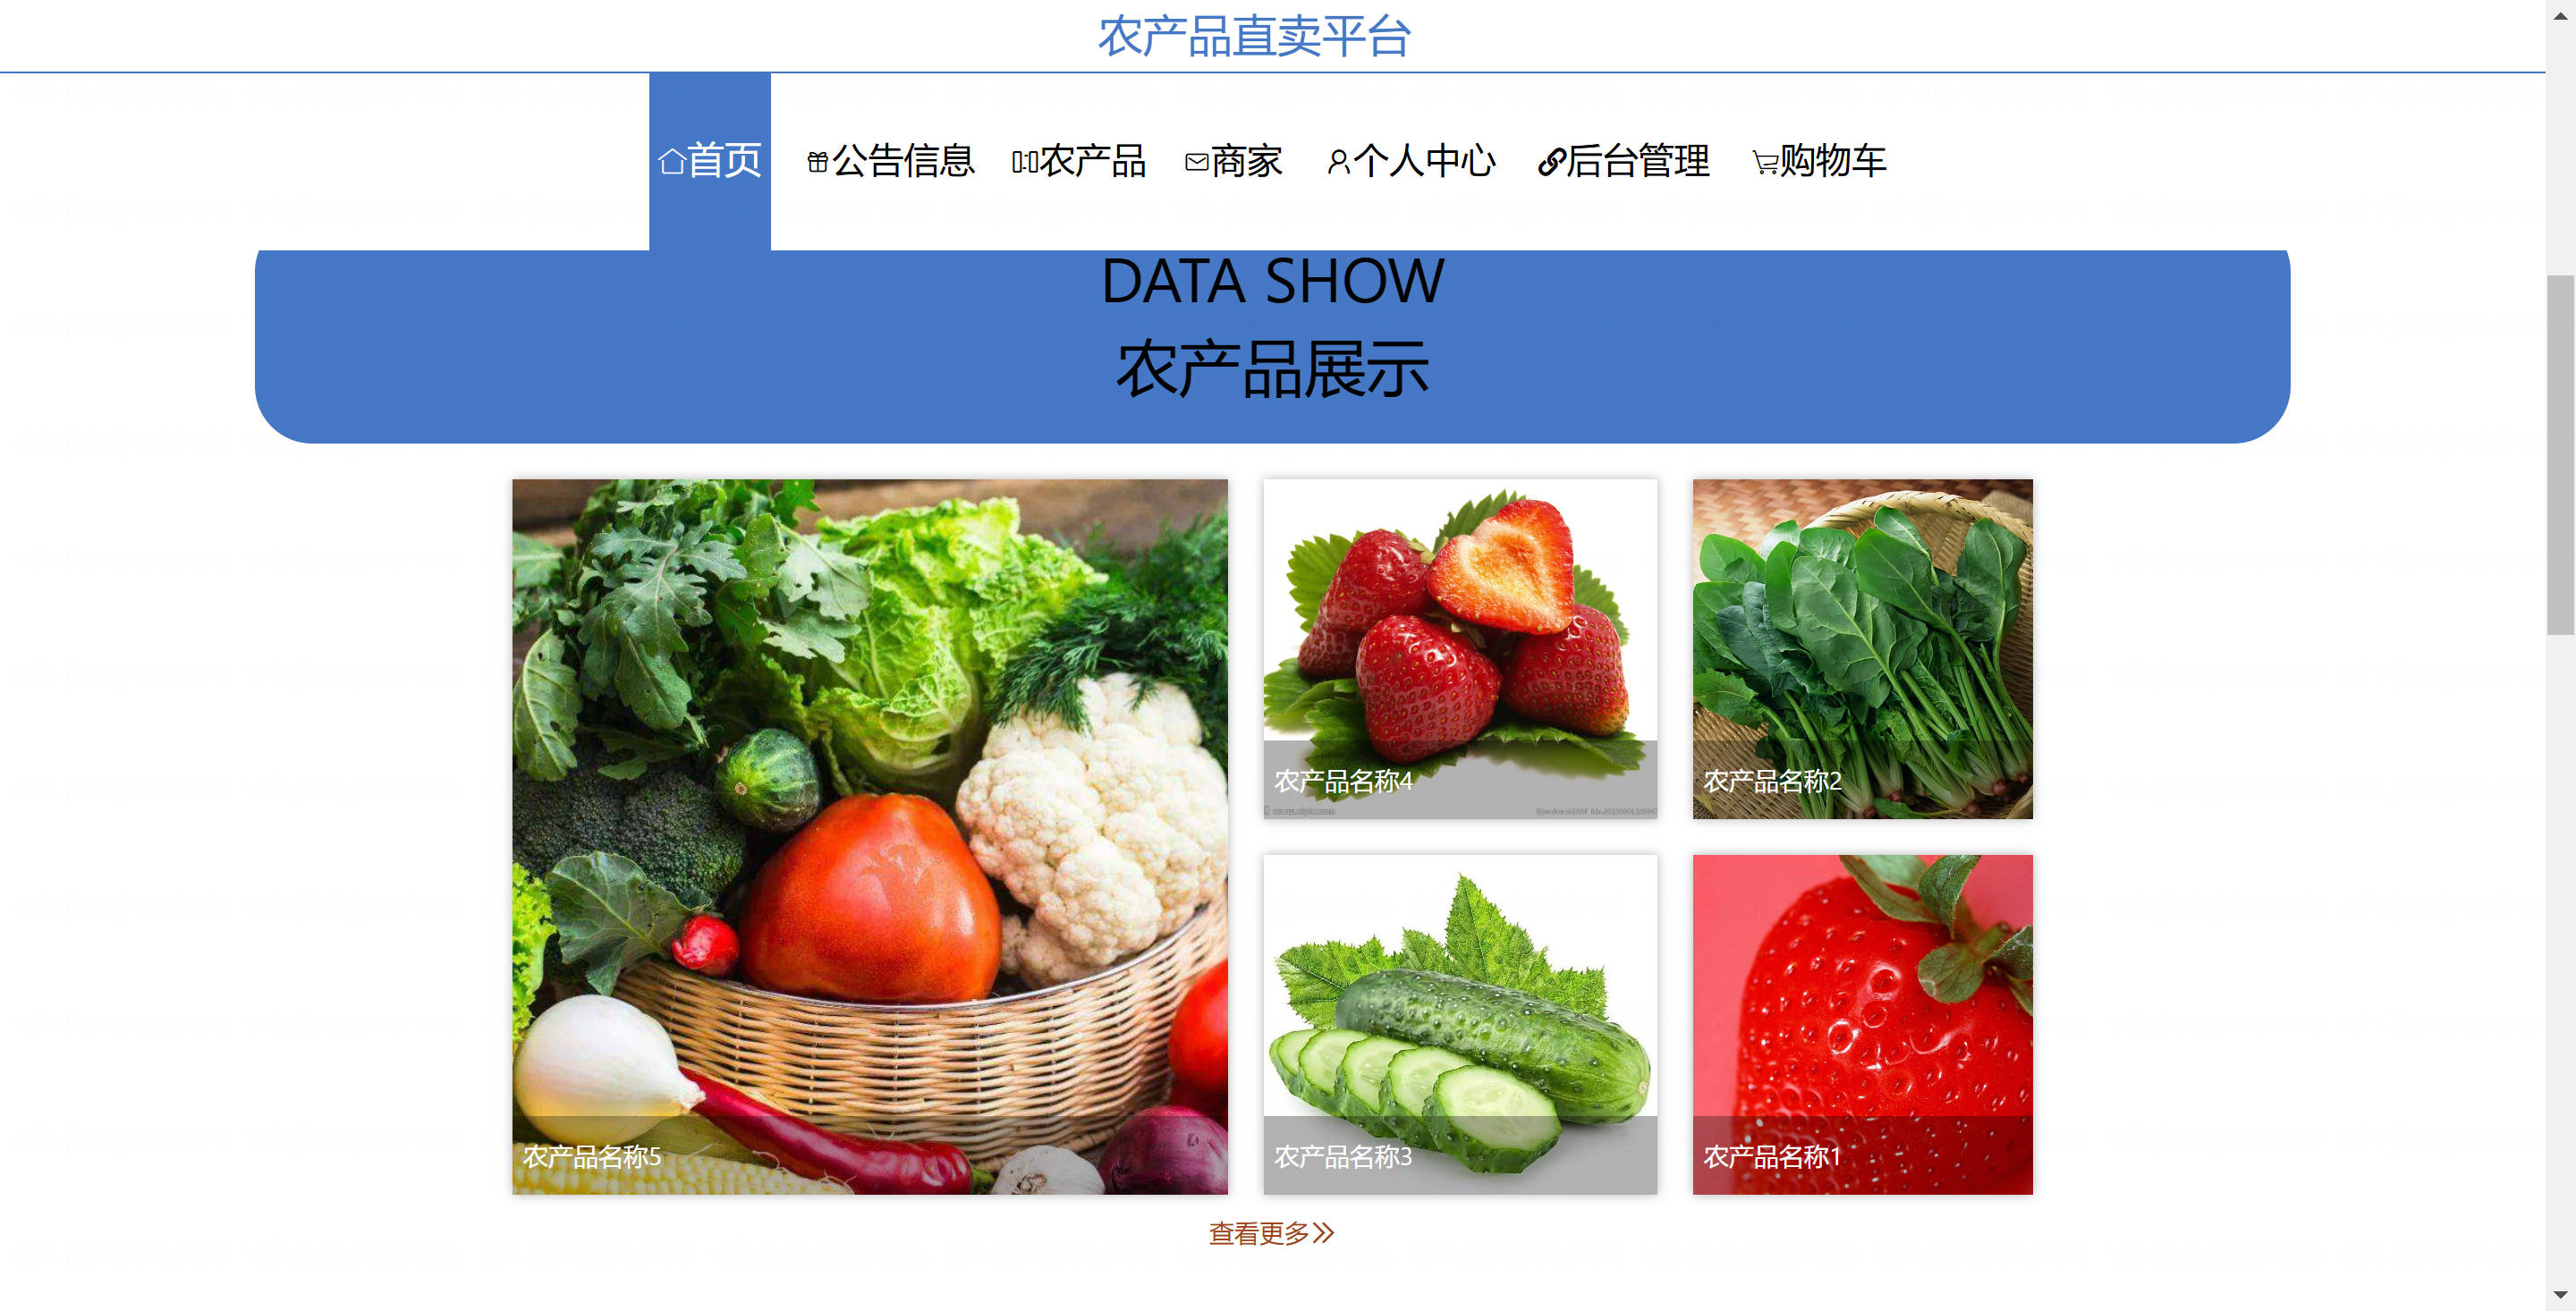 农产品直卖平台
首页 公告信息 农产品 商家 个人中心 后台管理 购物车
DATA SHOW
农产品展示
农产品名称4
农产品名称2
农产品名称5
农产品名称3
农产品名称1
查看更多